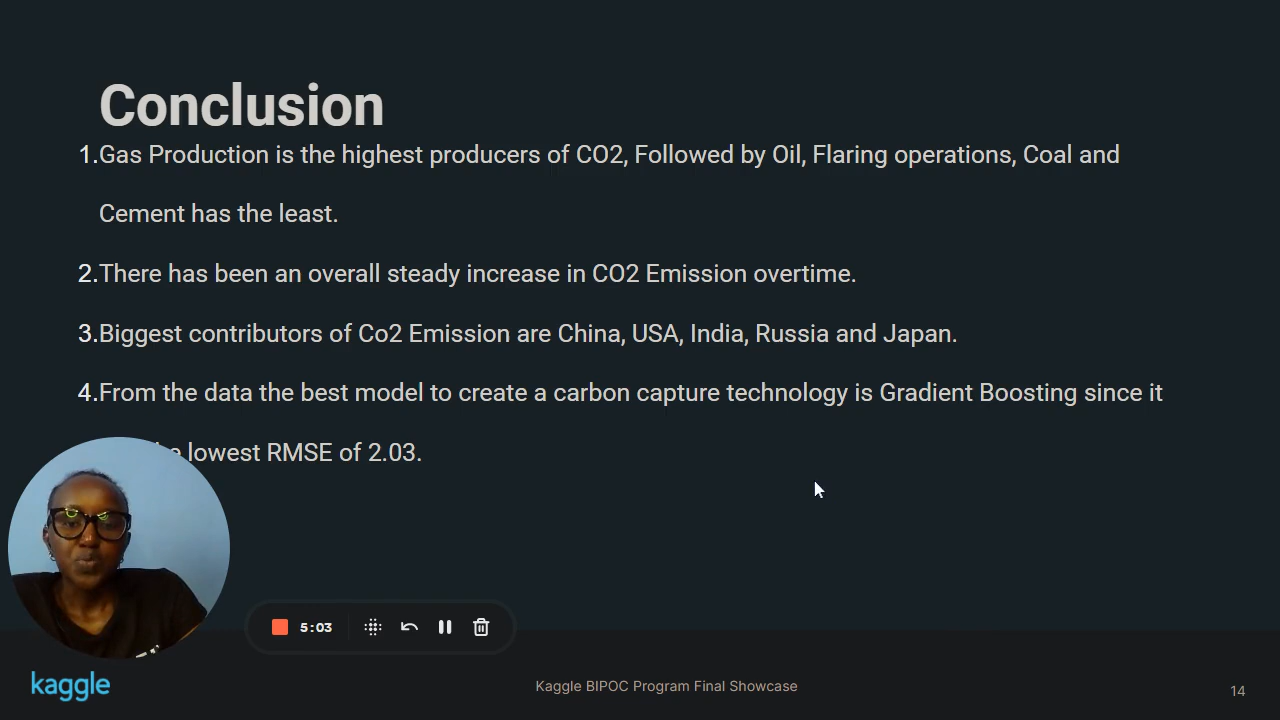 Conclusion
1.Gas Production is the highest producers of CO2, Followed by Oil, Flaring operations, Coal and
Cement has the least.
2.There has been an overall steady increase in CO2 Emission overtime.
3.Biggest contributors of Co2 Emission are China, USA, India, Russia and Japan.
4.From the data the best model to create a carbon capture technology is Gradient Boosting since it
lowest RMSE of 2.03.
5:03
kaggle
Kaggle BIPOC Program Final Showcase
14